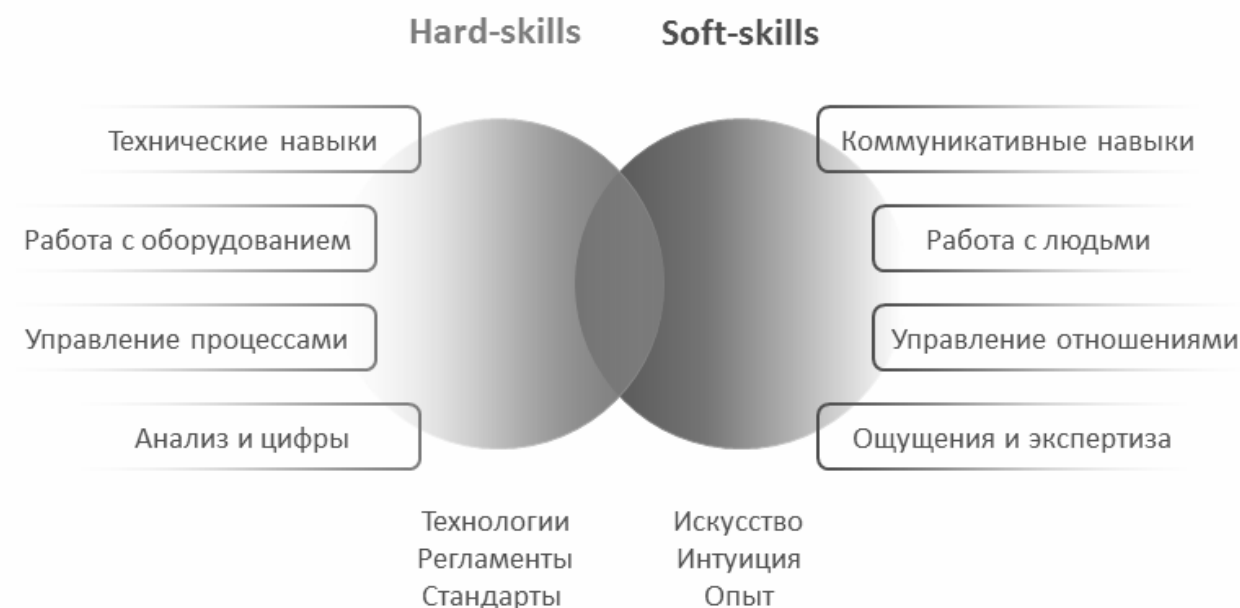 Hard-skills
Soft-skills
Технические навыки
Коммуникативные навыки
Работа с оборудованием
Работа с людьми
Управление процессами
Управление отношениями
Анализ и цифры
Ощущения и экспертиза
Технологии
Регламенты
Стандарты
Искусство
Интуиция
Опыт